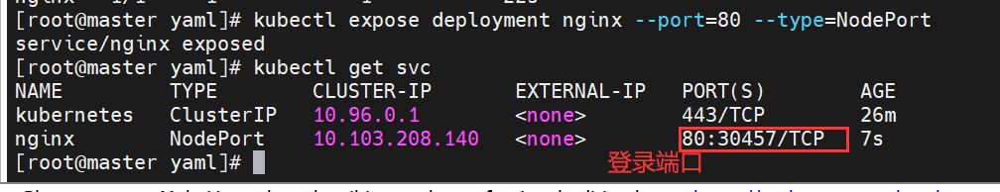 [root@master yaml]# kubectl expose deployment nginx --port=80 --type=NodePort
service/nginx exposed
[root@master yaml]# kubectl get svc
NAME TYPE CLUSTER-IP EXTERNAL-IP PORT(S) AGE
kubernetes ClusterIP 10.96.0.1 <none> 443/TCP 26m
nginx NodePort 10.103.208.140 <none> 80:30457/TCP 7s
[root@master yaml]#
登录端口